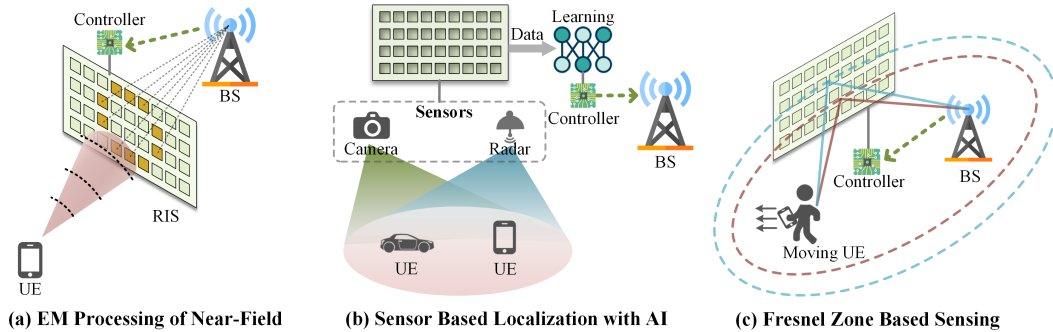 Controller
BS
RIS
UE
(a) EM Processing of Near-Field
Data
Learning
Sensors
Camera
Radar
Controller
BS
UE
UE
(b) Sensor Based Localization with AI
Controller
BS
Moving UE
(c) Fresnel Zone Based Sensing